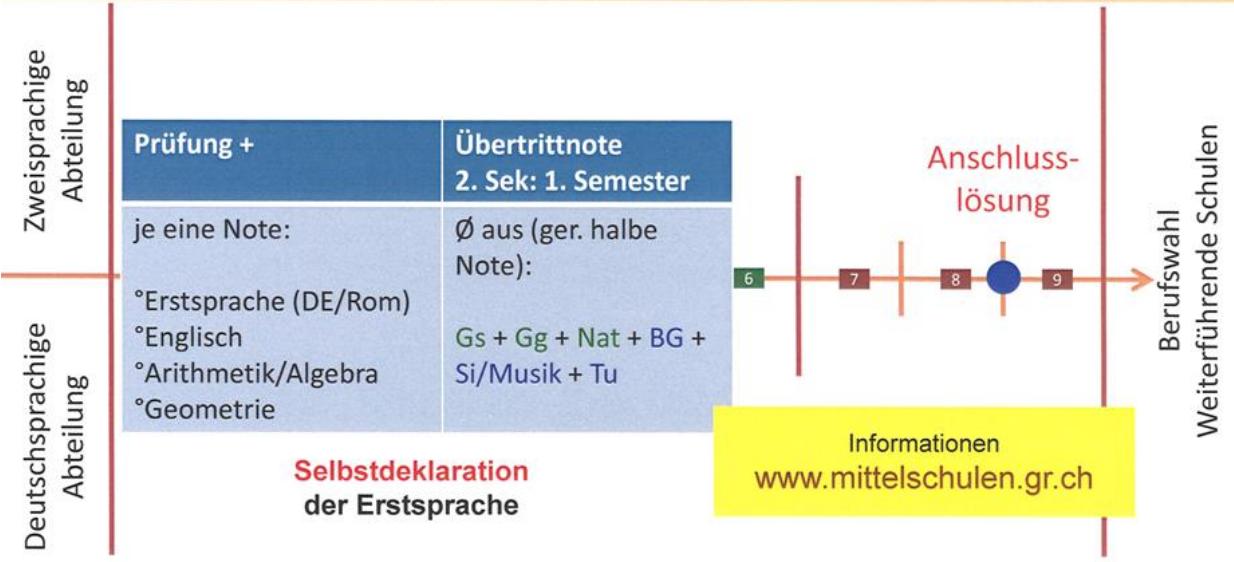 Zweisprachige
Abteilung
Deutschsprachige
Abteilung
Prüfung +
Übertrittnote
2. Sek: 1. Semester
je eine Note:
°Erstsprache (DE/Rom)
°Englisch
°Arithmetik/Algebra
°Geometrie
Ø aus (ger. halbe
Note):
Gs + Gg + Nat + BG +
Si/Musik + Tu
Selbstdeklaration
der Erstsprache
6
7
8
9
Anschluss-
lösung
Informationen
www.mittelschulen.gr.ch
Berufswahl
Weiterführende Schulen